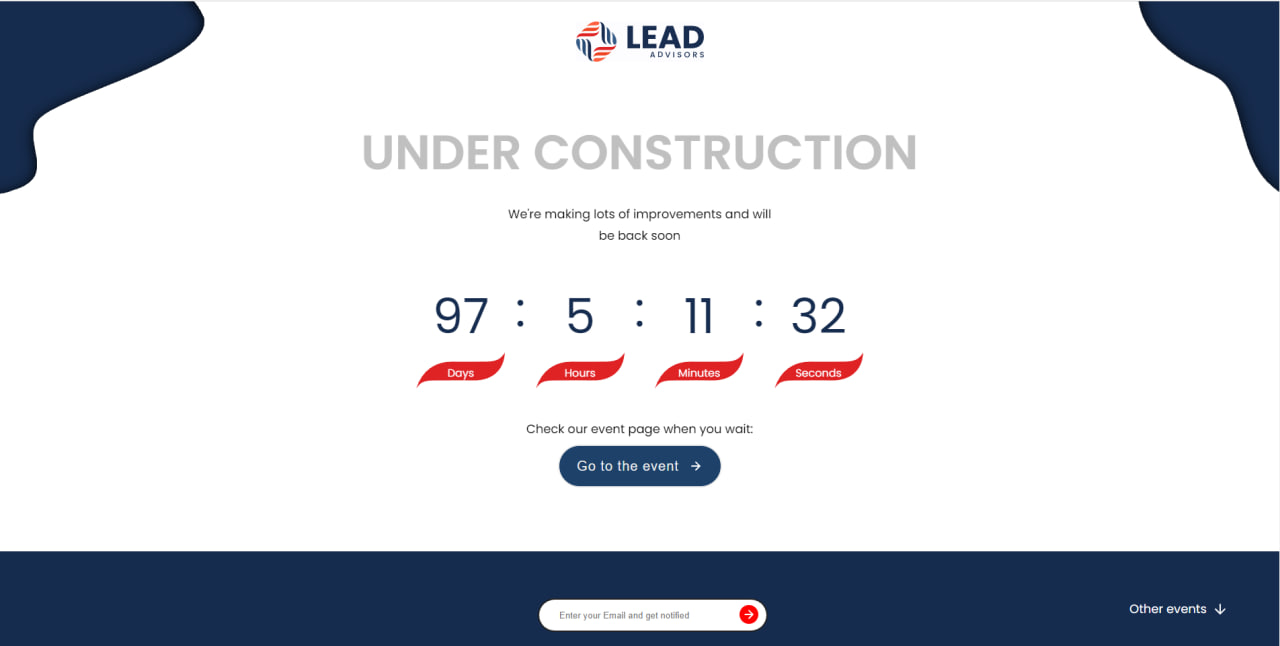 LEAD
ADVISORS
UNDER CONSTRUCTION
We're making lots of improvements and will
be back soon
97 : 5 : 11 : 32
Days Hours Minutes Seconds
Check our event page when you wait:
Go to the event →
Enter your Email and get notified →
Other events ↓